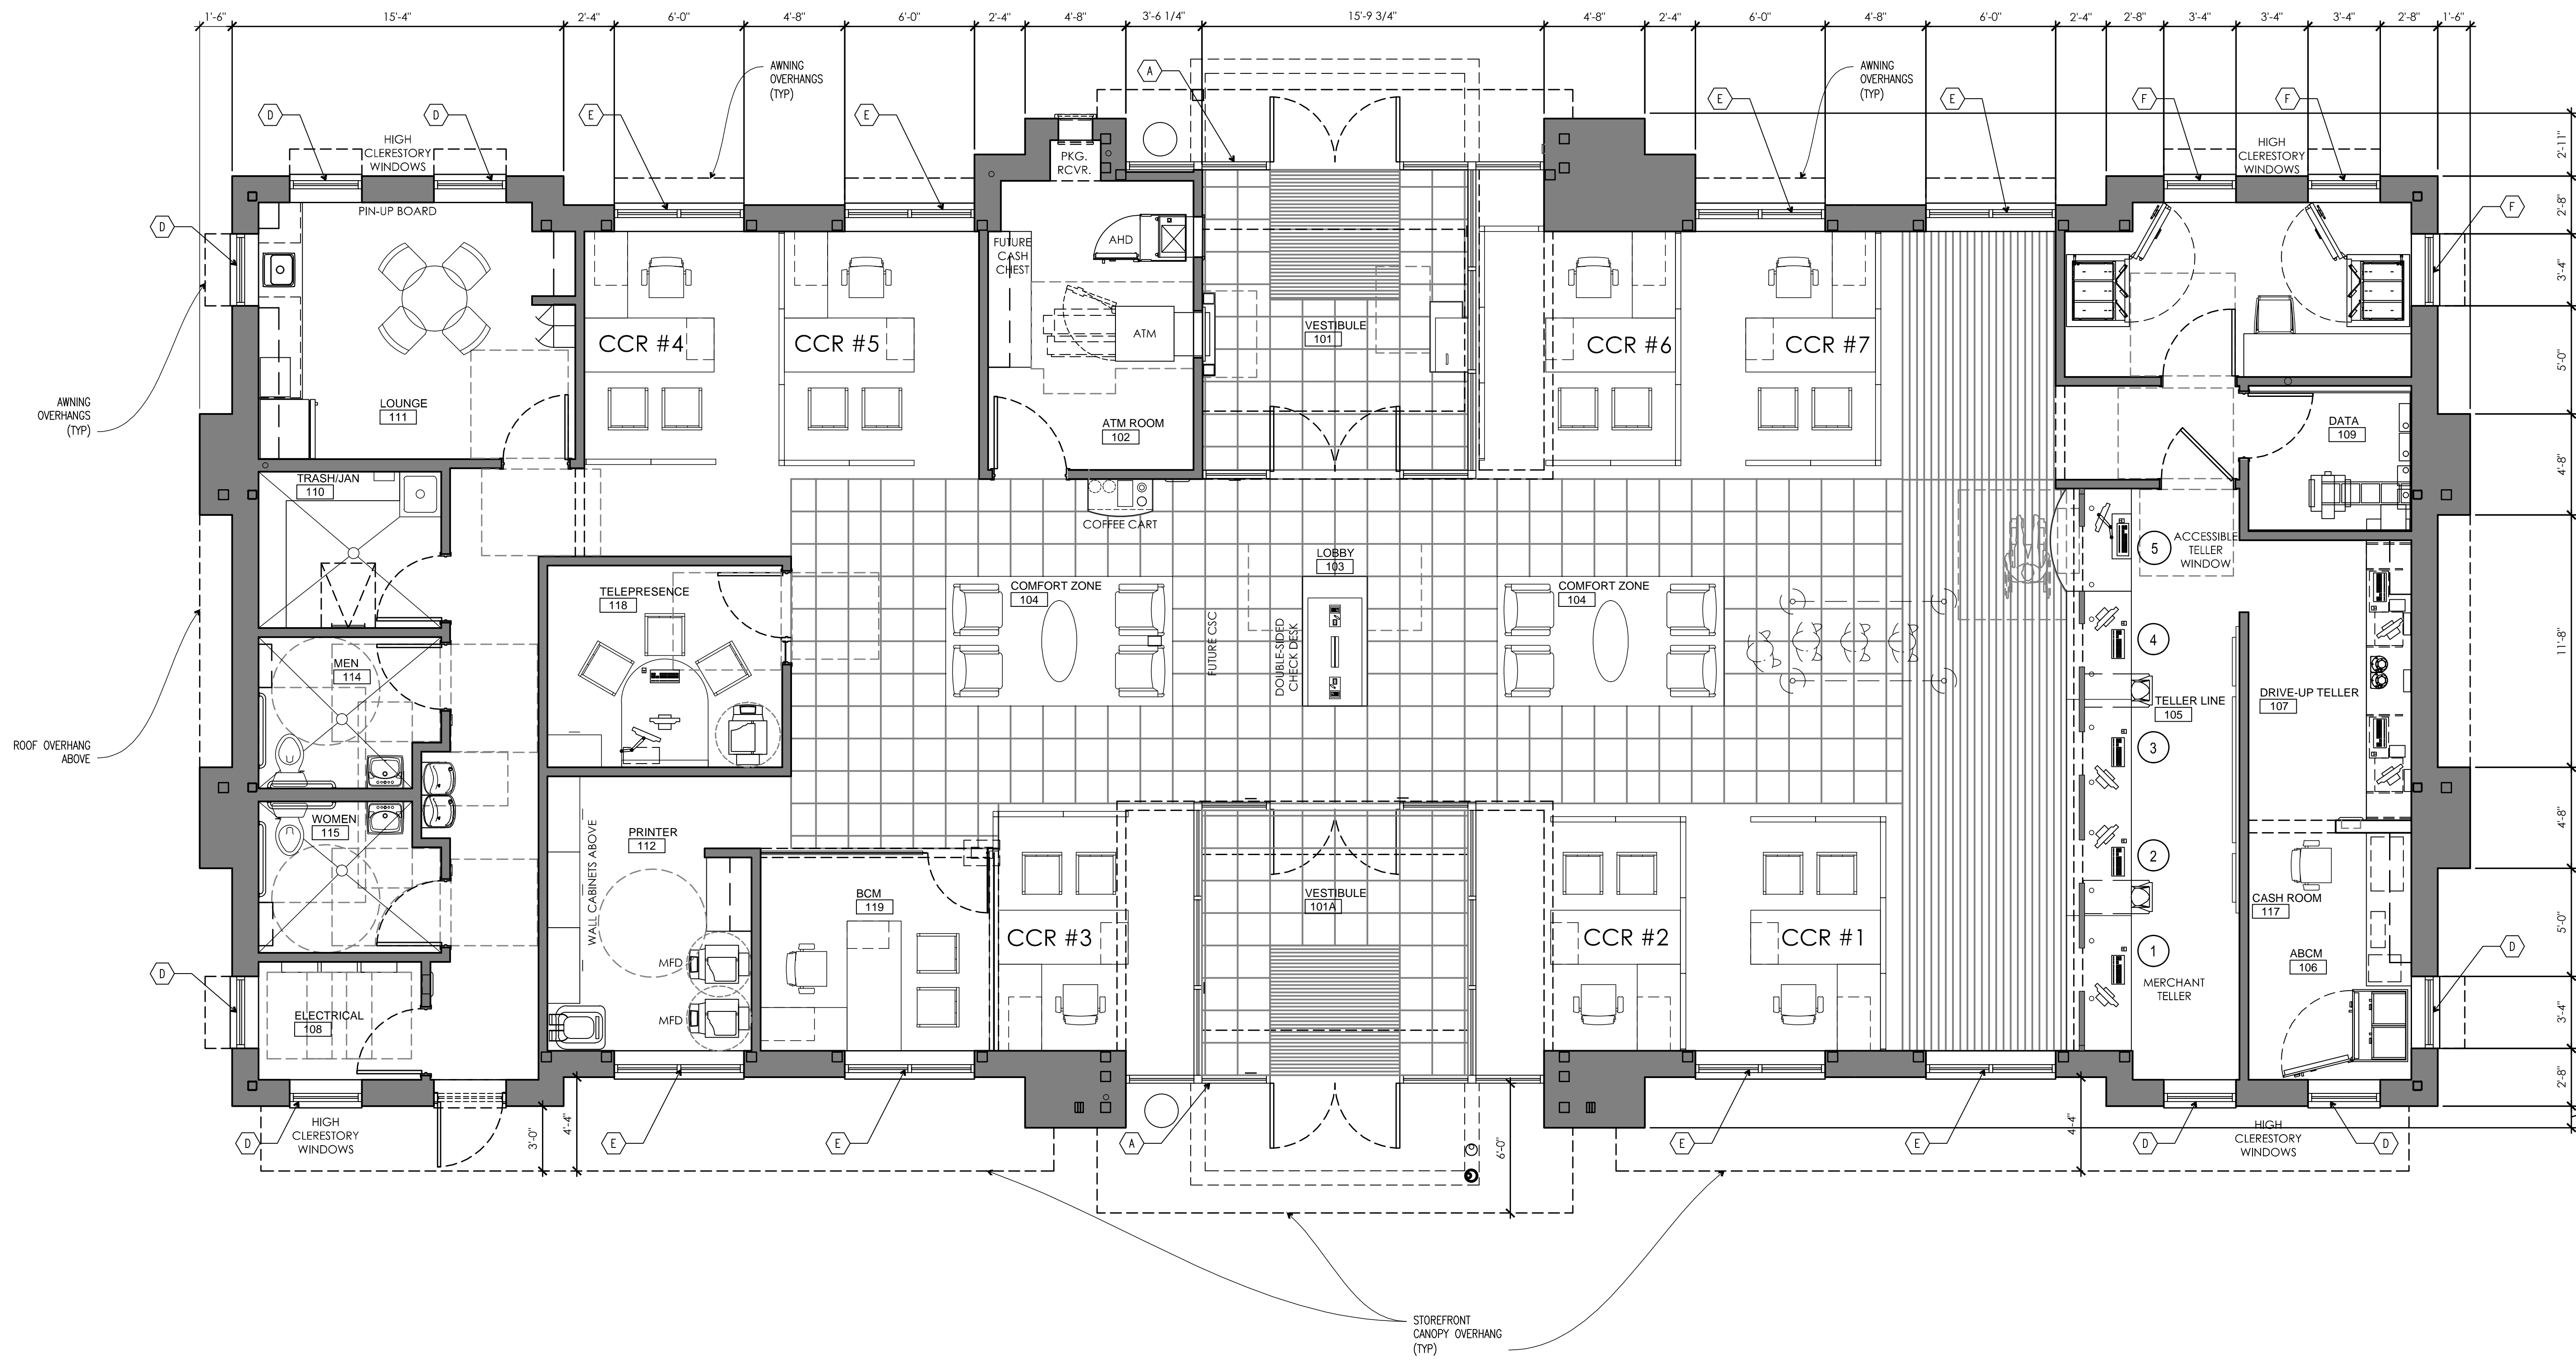 1'-6" 15'-4" 2'-4" 6'-0" 4'-8" 6'-0" 2'-4" 4'-8" 3'-6 1/4" 15'-9 3/4" 4'-8" 2'-4" 6'-0" 4'-8" 6'-0" 2'-4" 2'-8" 3'-4" 3'-4" 3'-4" 2'-8" 1'-6"
AWNING
OVERHANGS
(TYP)
A
AWNING
OVERHANGS
(TYP)
D
D
E
E
E
E
F
F
HIGH
CLERESTORY
WINDOWS
HIGH
CLERESTORY
WINDOWS
2'-11"
PKG.
RCVR.
PIN-UP BOARD
D
F
2'-8"
FUTURE
CASH
CHEST
AHD
3'-4"
ATM
VESTIBULE
101
CCR #4
CCR #5
CCR #6
CCR #7
5'-0"
AWNING
OVERHANGS
(TYP)
LOUNGE
111
ATM ROOM
102
DATA
109
4'-8"
TRASH/JAN
110
COFFEE CART
5
ACCESSIBLE
TELLER
WINDOW
LOBBY
103
TELEPRESENCE
118
COMFORT ZONE
104
COMFORT ZONE
104
FUTURE CSC
DOUBLE-SIDED
CHECK DESK
4
11'-8"
MEN
114
TELLER LINE
105
DRIVE-UP TELLER
107
3
ROOF OVERHANG
ABOVE
WOMEN
115
PRINTER
112
WALL CABINETS ABOVE
4'-8"
2
BCM
119
VESTIBULE
101A
CASH ROOM
117
CCR #3
CCR #2
CCR #1
5'-0"
1
MFD
ABCM
106
D
D
MERCHANT
TELLER
ELECTRICAL
108
MFD
3'-4"
2'-8"
HIGH
CLERESTORY
WINDOWS
D
3'-0"
4'-4"
E
E
A
6'-0"
E
E
4'-4"
D
HIGH
CLERESTORY
WINDOWS
D
STOREFRONT
CANOPY OVERHANG
(TYP)